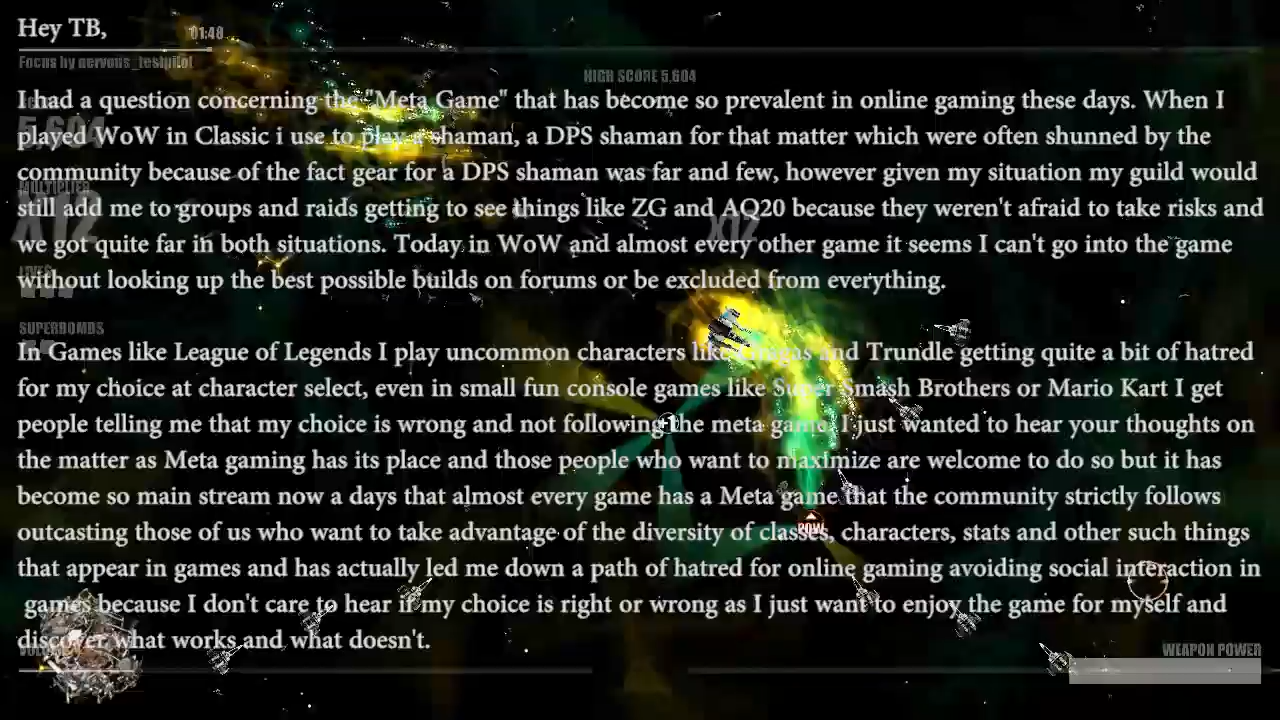 Hey TB,
01:48
Focus by nervous_testpilot
HIGH SCORE 5,604
I had a question concerning the "Meta Game" that has become so prevalent in online gaming these days. When I
5,604
played WoW in Classic i use to play a shaman, a DPS shaman for that matter which were often shunned by the
community because of the fact gear for a DPS shaman was far and few, however given my situation my guild would
MULTIPLIER
X12
still add me to groups and raids getting to see things like ZG and AQ20 because they weren't afraid to take risks and
X12
we got quite far in both situations. Today in WoW and almost every other game it seems I can't go into the game
LIVES
without looking up the best possible builds on forums or be excluded from everything.
SUPERBOMBS
In Games like League of Legends I play uncommon characters like Gragas and Trundle getting quite a bit of hatred
for my choice at character select, even in small fun console games like Super Smash Brothers or Mario Kart I get
people telling me that my choice is wrong and not following the meta game. I just wanted to hear your thoughts on
the matter as Meta gaming has its place and those people who want to maximize are welcome to do so but it has
become so main stream now a days that almost every game has a Meta game that the community strictly follows
POW
outcasting those of us who want to take advantage of the diversity of classes, characters, stats and other such things
that appear in games and has actually led me down a path of hatred for online gaming avoiding social interaction in
games because I don't care to hear if my choice is right or wrong as I just want to enjoy the game for myself and
discover what works and what doesn't.
WEAPON POWER